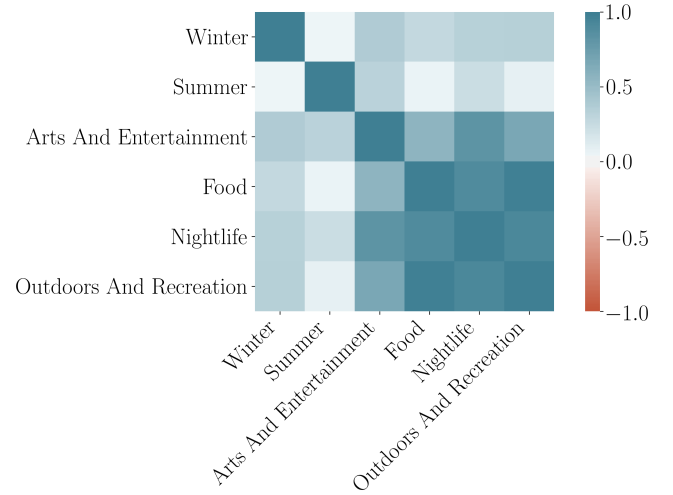 Winter
Summer
Arts And Entertainment
Food
Nightlife
Outdoors And Recreation
Winter
Summer
Arts And Entertainment
Food
Nightlife
Outdoors And Recreation
1.0
0.5
0.0
−0.5
−1.0